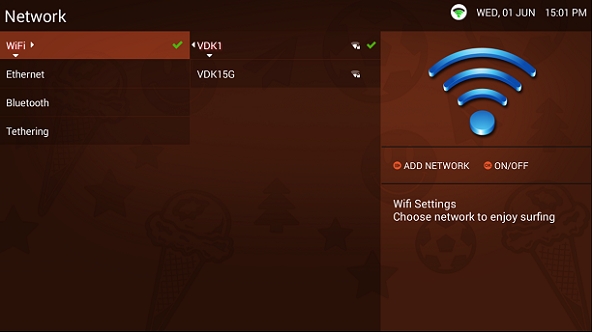 Network
WED, 01 JUN 15:01 PM
WiFi
Ethernet
Bluetooth
Tethering
VDK1
VDK15G
ADD NETWORK ON/OFF
Wifi Settings
Choose network to enjoy surfing